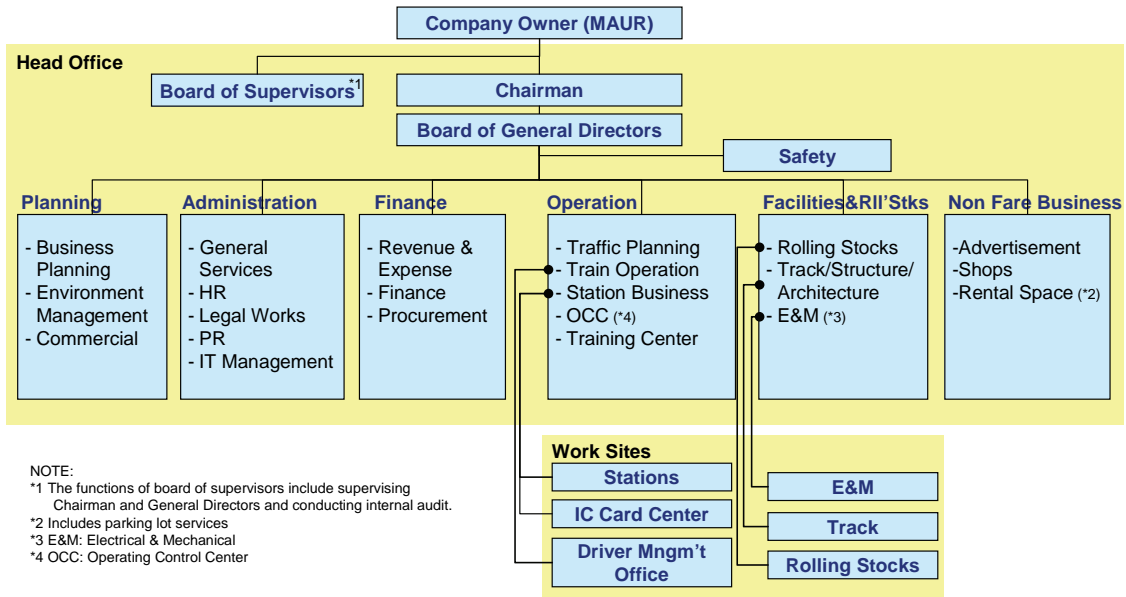 Company Owner (MAUR)
Head Office
Board of Supervisors*1
Chairman
Board of General Directors
Safety
Planning
- Business
Planning
- Environment
Management
- Commercial
Administration
- General
Services
- HR
- Legal Works
- PR
- IT Management
Finance
- Revenue &
Expense
- Finance
- Procurement
Operation
- Traffic Planning
- Train Operation
- Station Business
- OCC (*4)
- Training Center
Facilities&Rll'Stks
- Rolling Stocks
- Track/Structure/
Architecture
- E&M (*3)
Non Fare Business
-Advertisement
-Shops
-Rental Space (*2)
Work Sites
Stations
IC Card Center
Driver Mngm't
Office
E&M
Track
Rolling Stocks
NOTE:
*1 The functions of board of supervisors include supervising
Chairman and General Directors and conducting internal audit.
*2 Includes parking lot services
*3 E&M: Electrical & Mechanical
*4 OCC: Operating Control Center